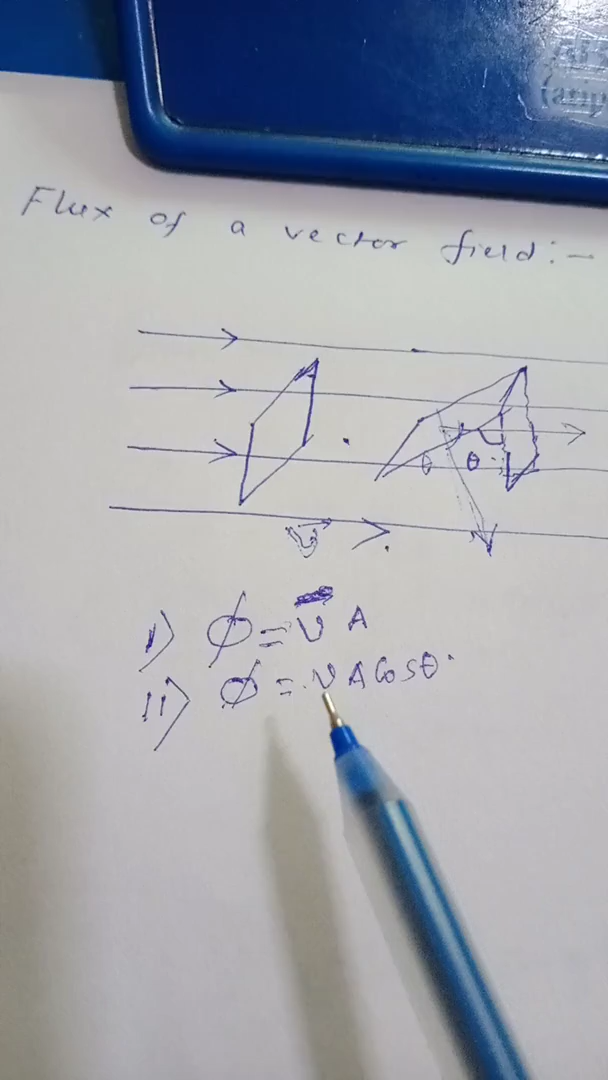 Flux of a vector field:-
θ θ
v⃗
I) ϕ = v A
II) ϕ = v A Cosθ.